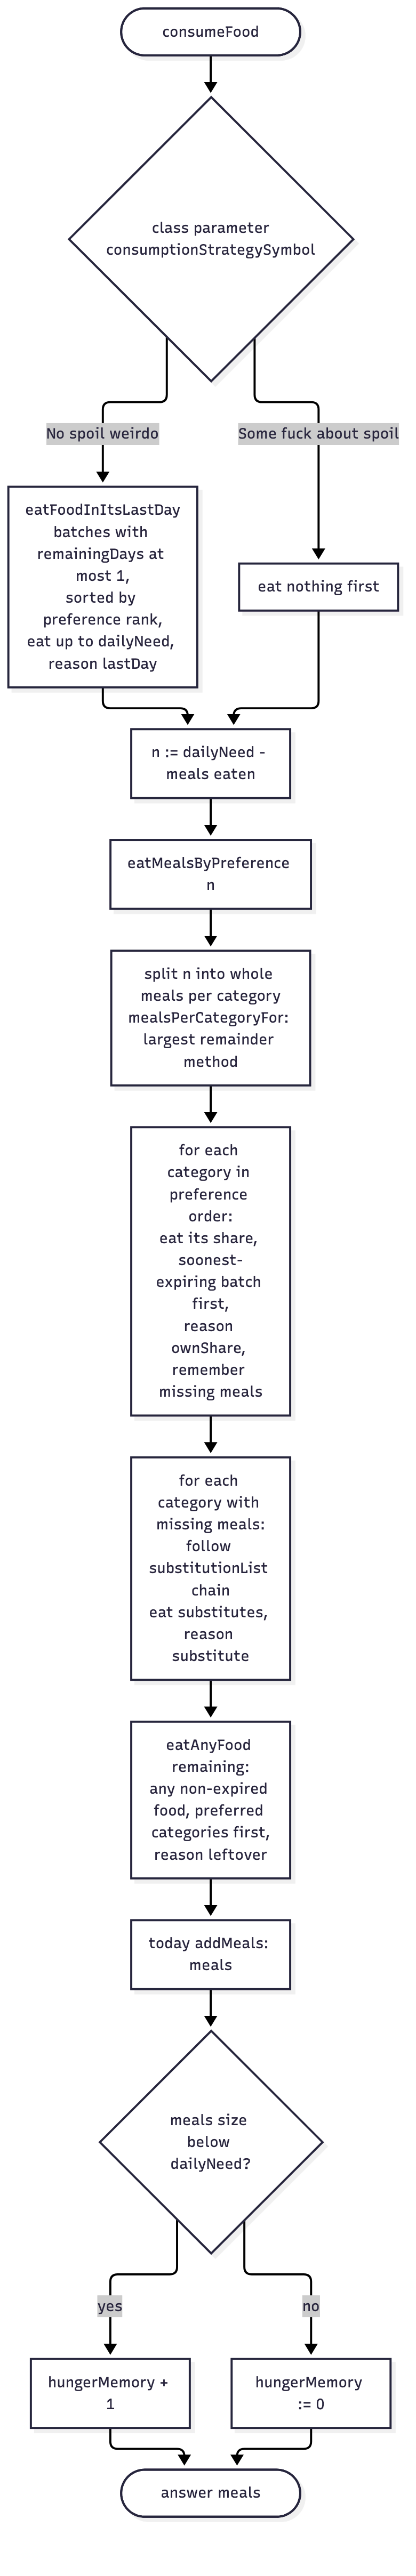 consumeFood
class parameter
consumptionStrategySymbol
No spoil weirdo
Some fuck about spoil
eatFoodInItsLastDay
batches with
remainingDays at
most 1,
sorted by
preference rank,
eat up to dailyNeed,
reason lastDay
eat nothing first
n := dailyNeed -
meals eaten
eatMealsByPreference
n
split n into whole
meals per category
mealsPerCategoryFor:
largest remainder
method
for each
category in
preference
order:
eat its share,
soonest-
expiring batch
first,
reason
ownShare,
remember
missing meals
for each
category with
missing meals:
follow
substitutionList
chain
eat substitutes,
reason
substitute
eatAnyFood
remaining:
any non-expired
food, preferred
categories first,
reason leftover
today addMeals:
meals
meals size
below
dailyNeed?
yes
no
hungerMemory +
1
hungerMemory
:= 0
answer meals